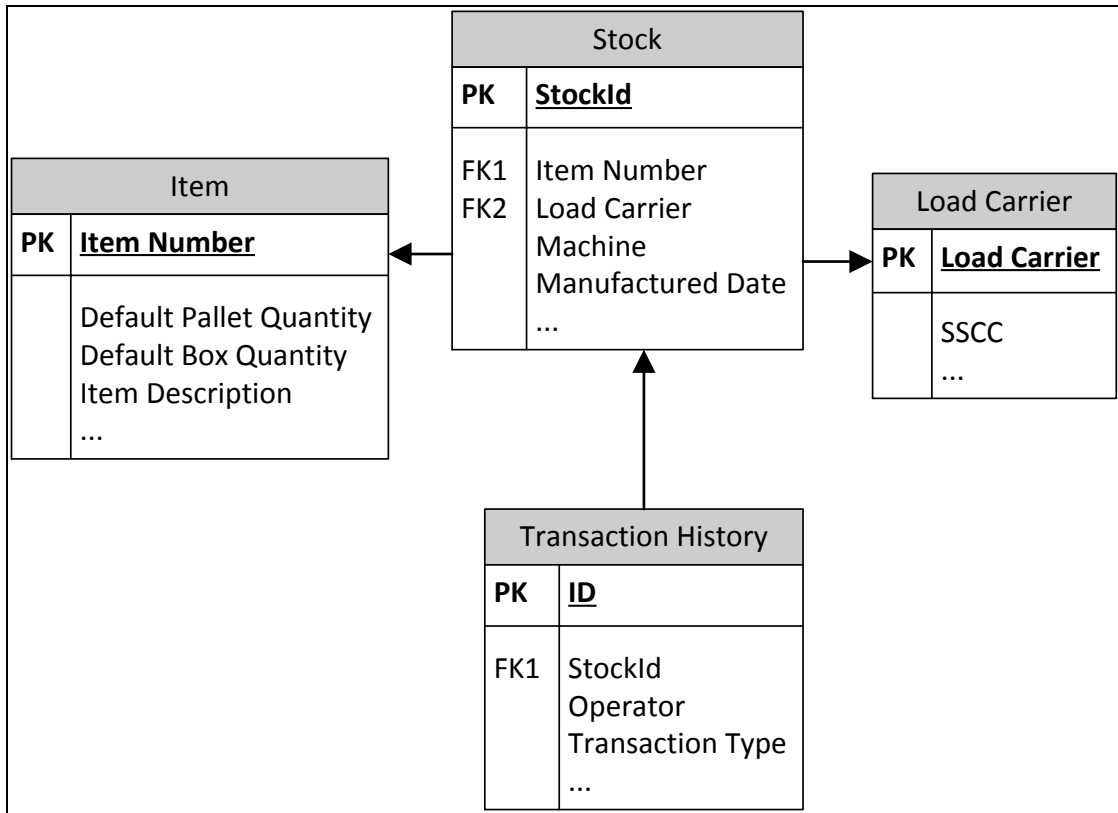 Stock
PK StockId
FK1 Item Number
FK2 Load Carrier
Machine
Manufactured Date
...
Item
PK Item Number
Default Pallet Quantity
Default Box Quantity
Item Description
...
Load Carrier
PK Load Carrier
SSCC
...
Transaction History
PK ID
FK1 StockId
Operator
Transaction Type
...